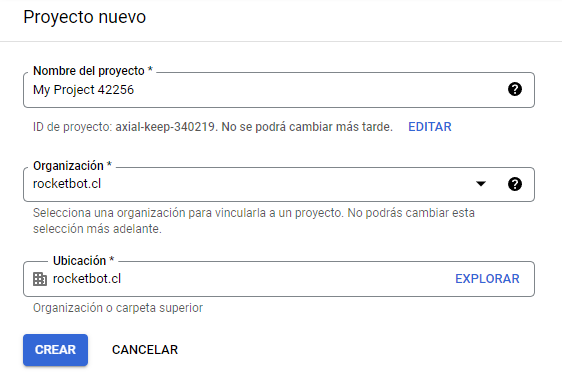 Proyecto nuevo
Nombre del proyecto *
My Project 42256
ID de proyecto: axial-keep-340219. No se podrá cambiar más tarde. EDITAR
Organización *
rocketbot.cl
Selecciona una organización para vincularla a un proyecto. No podrás cambiar esta
selección más adelante.
Ubicación *
rocketbot.cl EXPLORAR
Organización o carpeta superior
CREAR CANCELAR